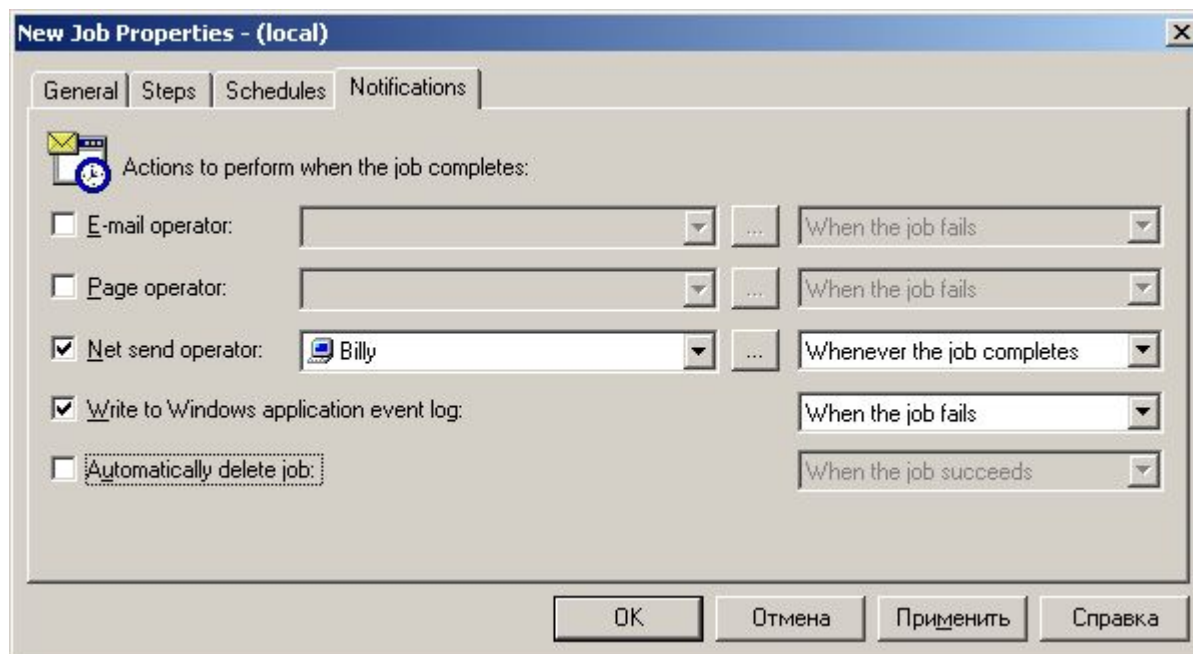 New Job Properties - (local)
General Steps Schedules Notifications
Actions to perform when the job completes:
E-mail operator: ... When the job fails
Page operator: ... When the job fails
Net send operator: Billy ... Whenever the job completes
Write to Windows application event log: When the job fails
Automatically delete job: When the job succeeds
OK Отмена Применить Справка